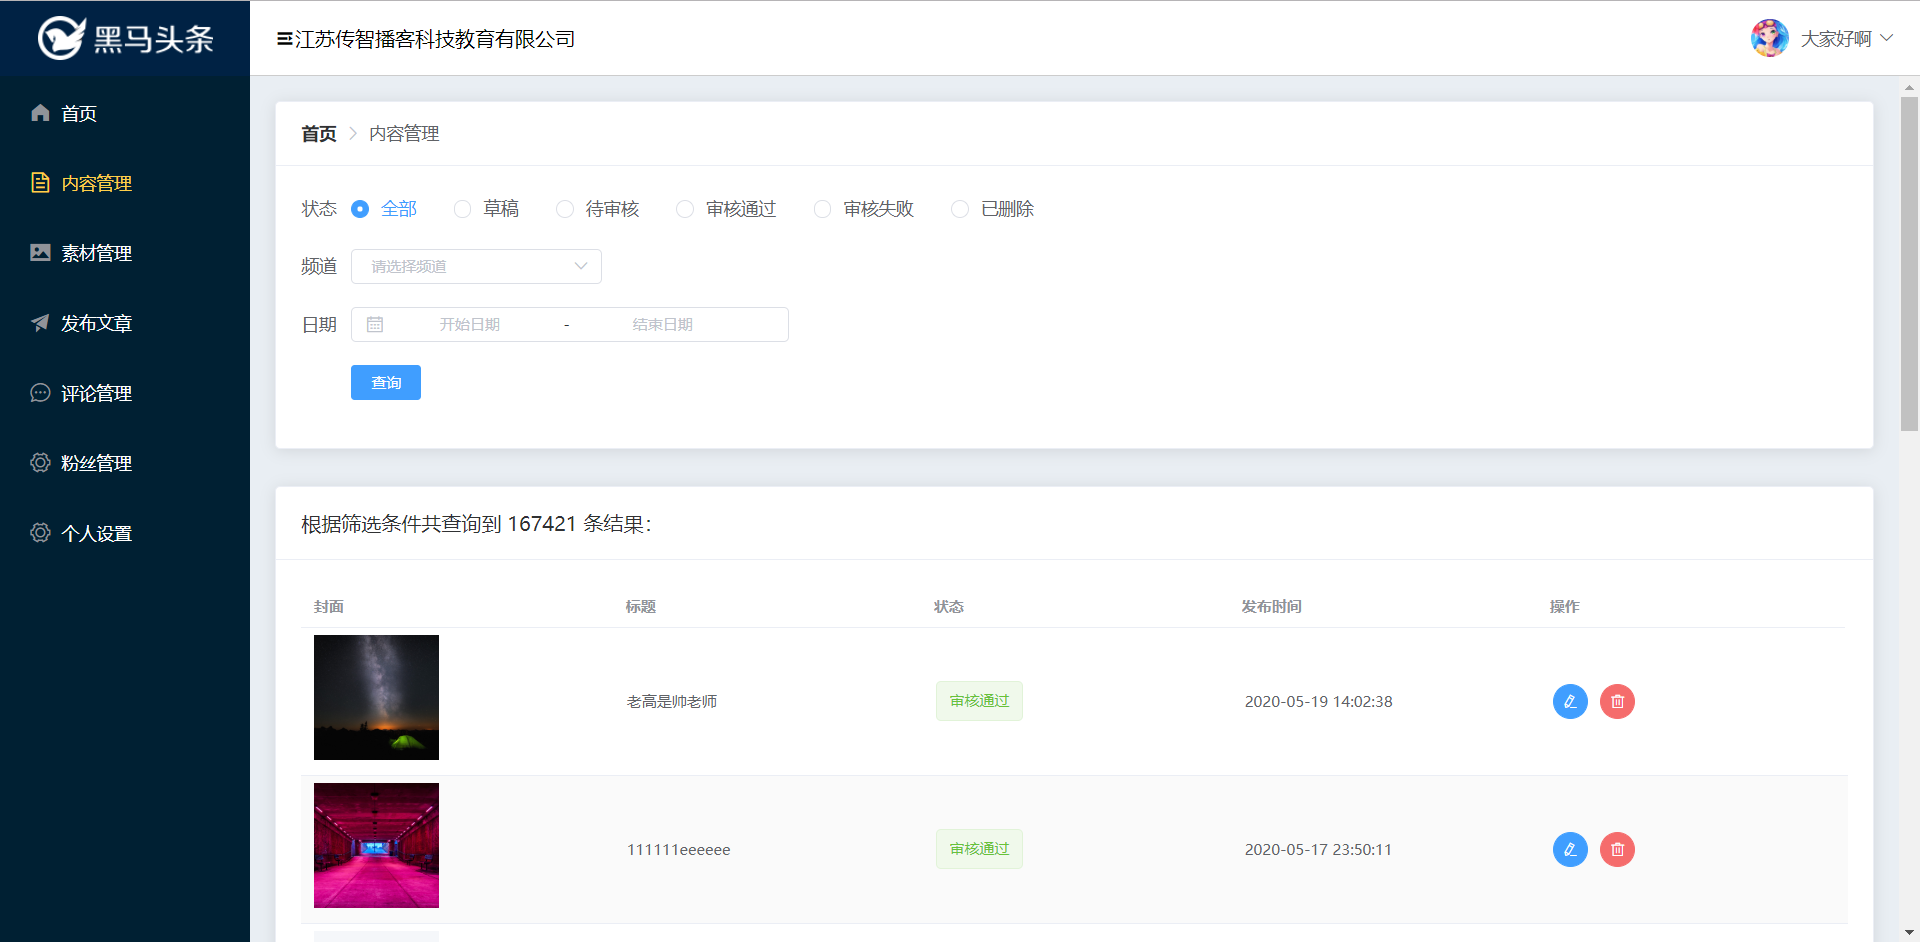 黑马头条
江苏传智播客科技教育有限公司
大家好啊
首页
内容管理
素材管理
发布文章
评论管理
粉丝管理
个人设置
首页 > 内容管理
状态 全部 草稿 待审核 审核通过 审核失败 已删除
频道 请选择频道
日期 开始日期 - 结束日期
查询
根据筛选条件共查询到 167421 条结果：
封面 标题 状态 发布时间 操作
老高是帅老师 审核通过 2020-05-19 14:02:38
111111eeeeee 审核通过 2020-05-17 23:50:11